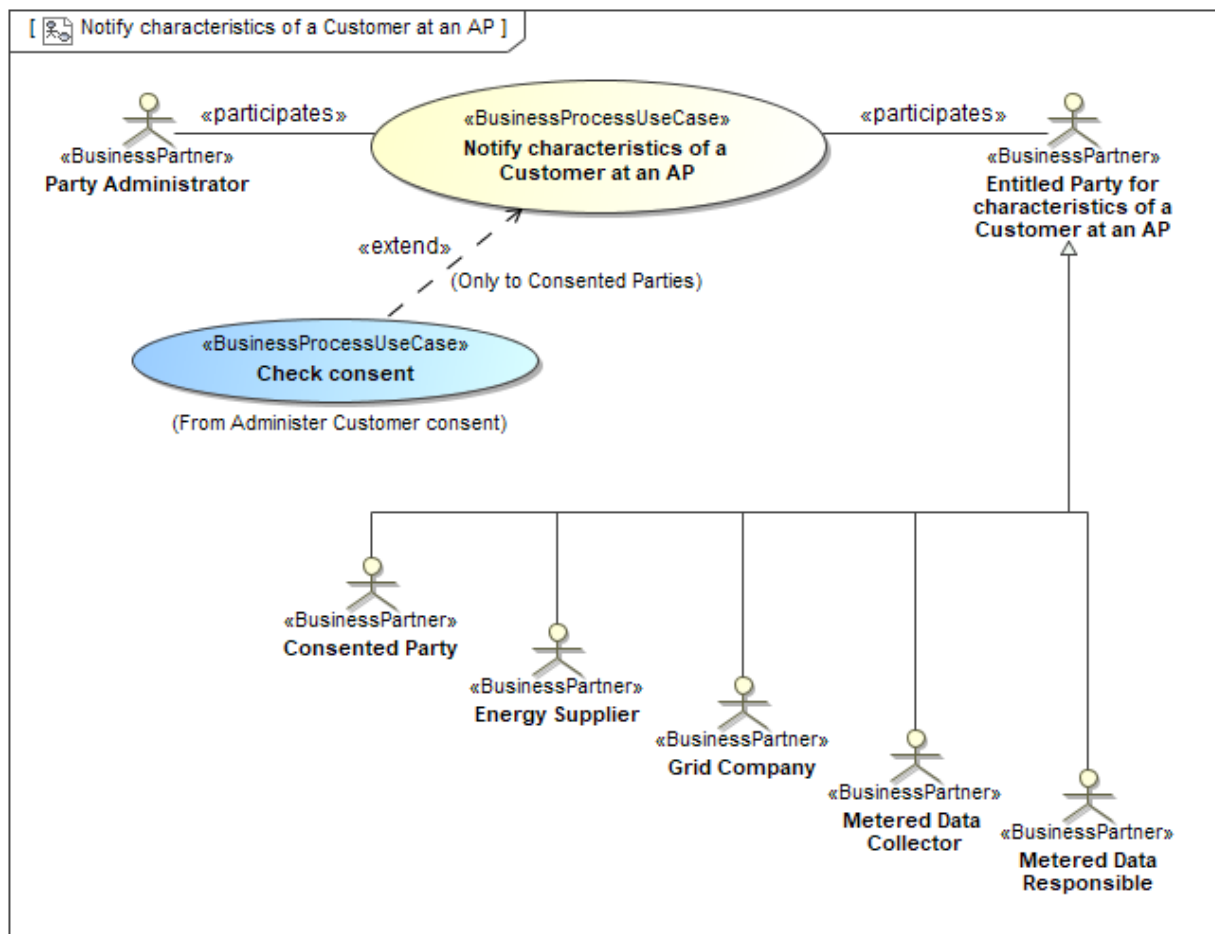 [ Notify characteristics of a Customer at an AP ]
«participates»
«BusinessProcessUseCase»
Notify characteristics of a
Customer at an AP
«participates»
«BusinessPartner»
Party Administrator
«BusinessPartner»
Entitled Party for
characteristics of a
Customer at an AP
«extend»
(Only to Consented Parties)
«BusinessProcessUseCase»
Check consent
(From Administer Customer consent)
«BusinessPartner»
Consented Party
«BusinessPartner»
Energy Supplier
«BusinessPartner»
Grid Company
«BusinessPartner»
Metered Data
Collector
«BusinessPartner»
Metered Data
Responsible